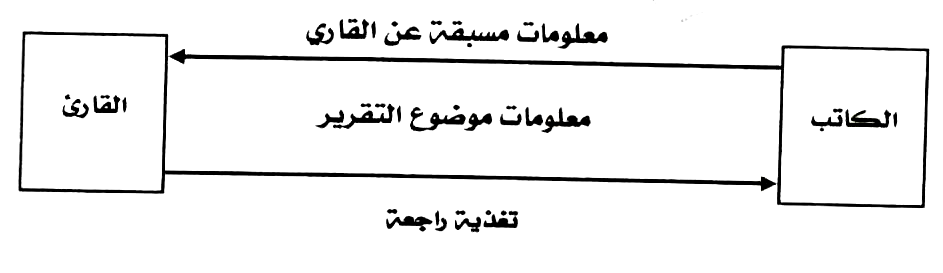 معلومات مسبقة عن القاري
الكاتب
القارئ
معلومات موضوع التقرير
تغذية راجعة